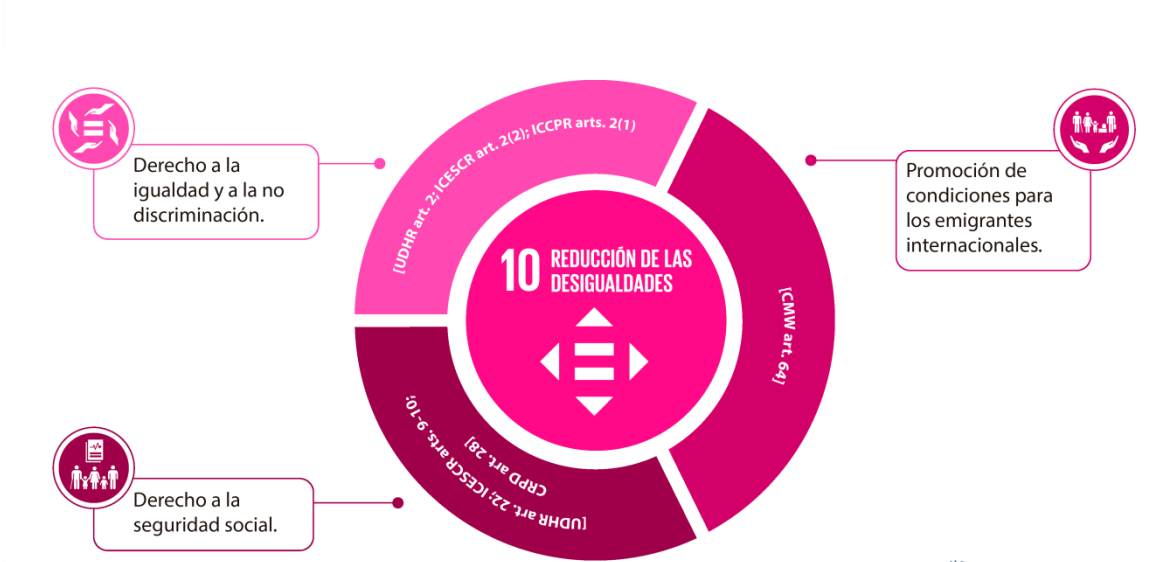 Derecho a la
igualdad y a la no
discriminación.
[UDHR art. 2; ICESCR art. 2(2); ICCPR arts. 2(1)
Promoción de
condiciones para
los emigrantes
internacionales.
[CMW art. 64]
10 REDUCCIÓN DE LAS
DESIGUALDADES
Derecho a la
seguridad social.
[UDHR art. 22; ICESCR arts. 9-10;
CRPD art. 28]